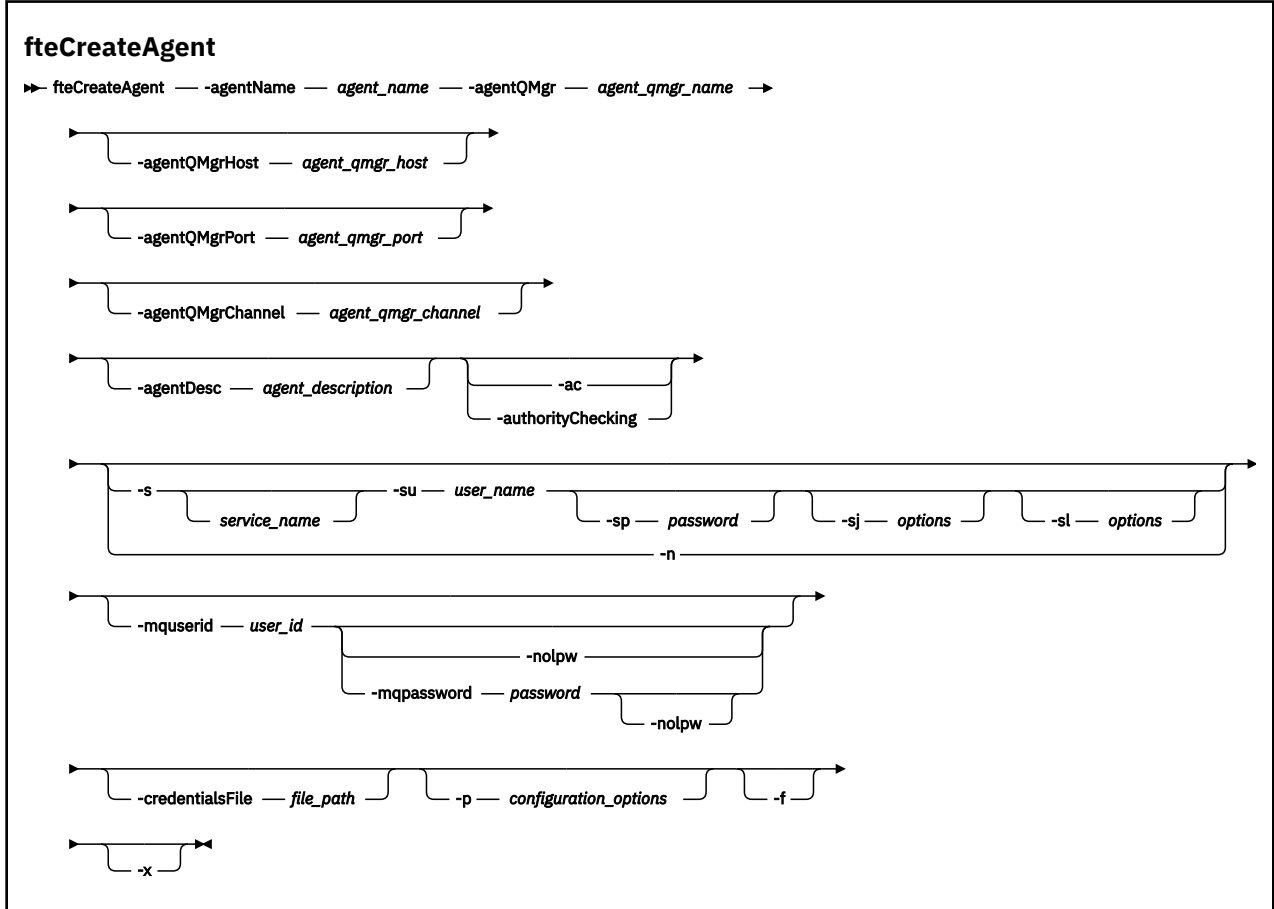 fteCreateAgent
fteCreateAgent -agentName agent_name -agentQMgr agent_qmgr_name
-agentQMgrHost agent_qmgr_host
-agentQMgrPort agent_qmgr_port
-agentQMgrChannel agent_qmgr_channel
-agentDesc agent_description -ac
-authorityChecking
-s service_name -su user_name -sp password -sj options -sl options
-n
-mquserid user_id -nolpw
-mqpassword password -nolpw
-credentialsFile file_path -p configuration_options -f
-x